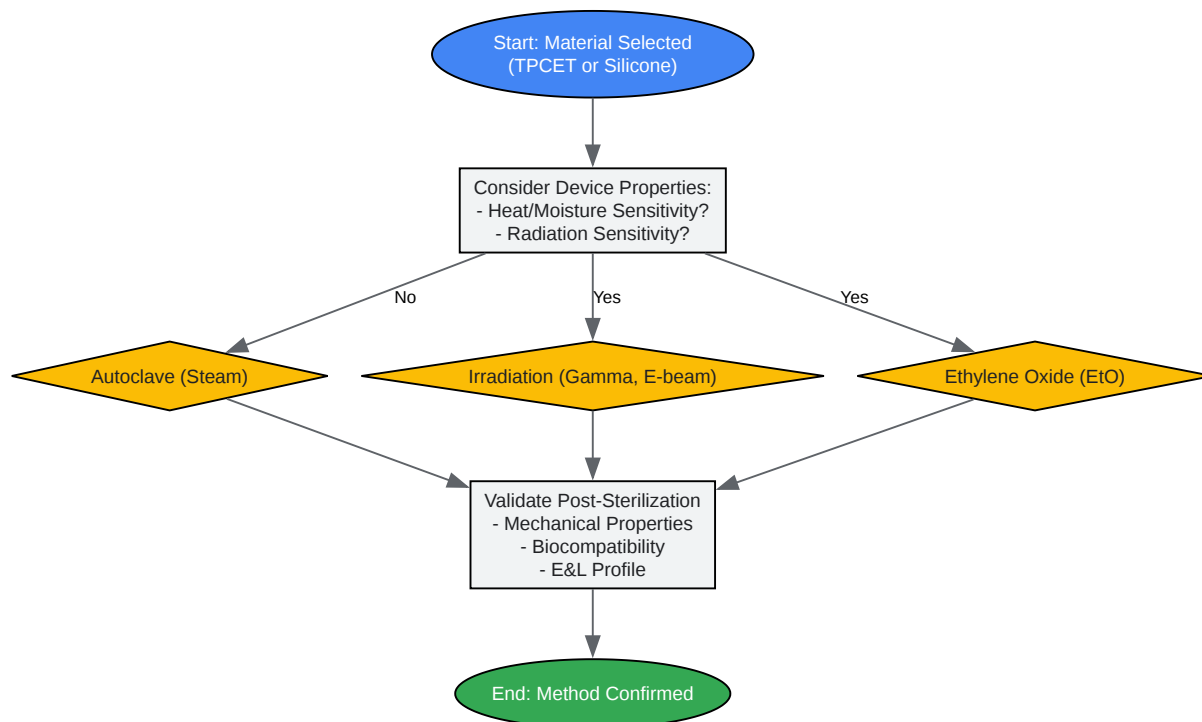 Start: Material Selected
(TPCET or Silicone)
Consider Device Properties:
- Heat/Moisture Sensitivity?
- Radiation Sensitivity?
No
Yes
Yes
Autoclave (Steam)
Irradiation (Gamma, E-beam)
Ethylene Oxide (EtO)
Validate Post-Sterilization
- Mechanical Properties
- Biocompatibility
- E&L Profile
End: Method Confirmed